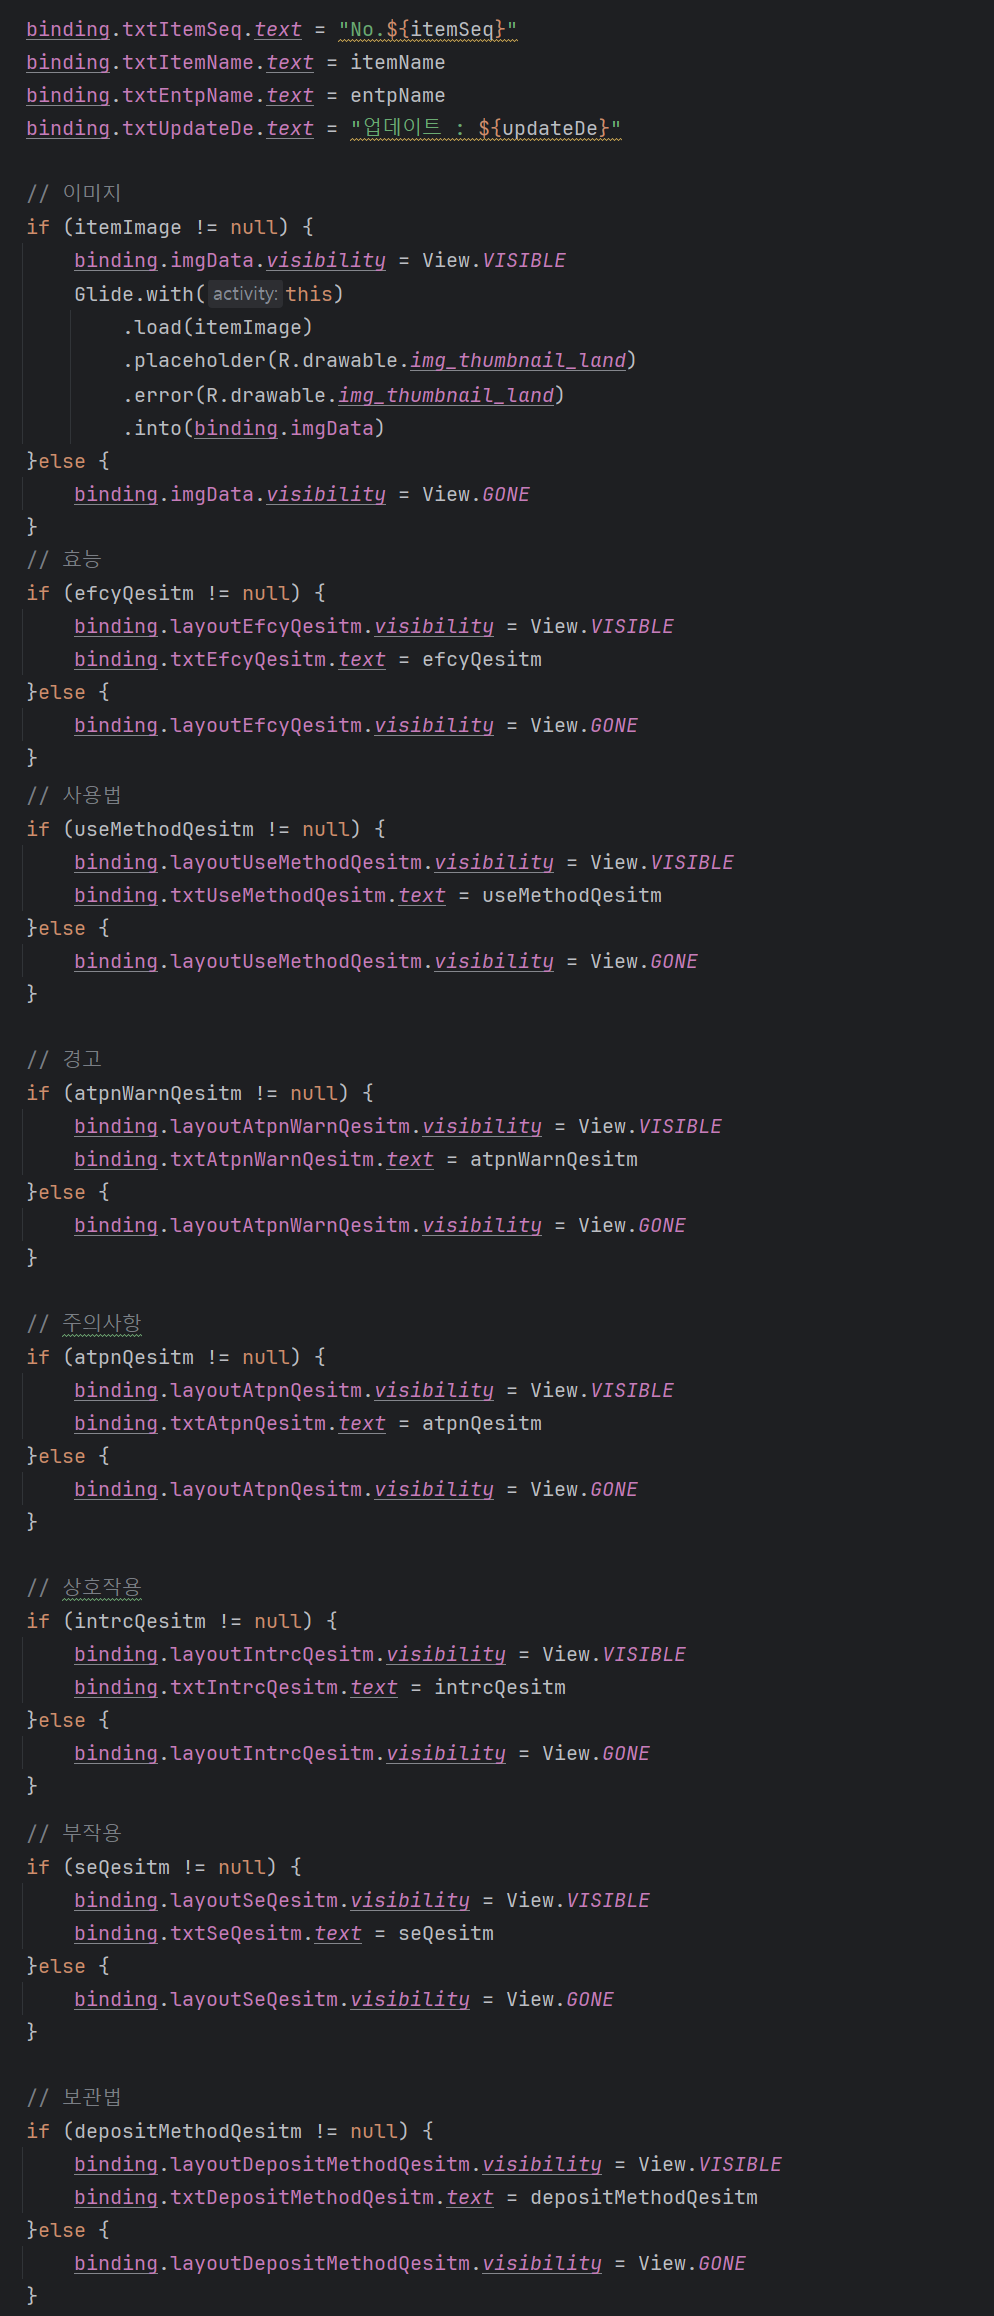 binding.txtItemSeq.text = "No.${itemSeq}"
binding.txtItemName.text = itemName
binding.txtEntpName.text = entpName
binding.txtUpdateDe.text = "업데이트 : ${updateDe}"
// 이미지
if (itemImage != null) {
binding.imgData.visibility = View.VISIBLE
Glide.with( activity: this)
.load(itemImage)
.placeholder(R.drawable.img_thumbnail_land)
.error(R.drawable.img_thumbnail_land)
.into(binding.imgData)
}else {
binding.imgData.visibility = View.GONE
}
// 효능
if (efcyQesitm != null) {
binding.layoutEfcyQesitm.visibility = View.VISIBLE
binding.txtEfcyQesitm.text = efcyQesitm
}else {
binding.layoutEfcyQesitm.visibility = View.GONE
}
// 사용법
if (useMethodQesitm != null) {
binding.layoutUseMethodQesitm.visibility = View.VISIBLE
binding.txtUseMethodQesitm.text = useMethodQesitm
}else {
binding.layoutUseMethodQesitm.visibility = View.GONE
}
// 경고
if (atpnWarnQesitm != null) {
binding.layoutAtpnWarnQesitm.visibility = View.VISIBLE
binding.txtAtpnWarnQesitm.text = atpnWarnQesitm
}else {
binding.layoutAtpnWarnQesitm.visibility = View.GONE
}
// 주의사항
if (atpnQesitm != null) {
binding.layoutAtpnQesitm.visibility = View.VISIBLE
binding.txtAtpnQesitm.text = atpnQesitm
}else {
binding.layoutAtpnQesitm.visibility = View.GONE
}
// 상호작용
if (intrcQesitm != null) {
binding.layoutIntrcQesitm.visibility = View.VISIBLE
binding.txtIntrcQesitm.text = intrcQesitm
}else {
binding.layoutIntrcQesitm.visibility = View.GONE
}
// 부작용
if (seQesitm != null) {
binding.layoutSeQesitm.visibility = View.VISIBLE
binding.txtSeQesitm.text = seQesitm
}else {
binding.layoutSeQesitm.visibility = View.GONE
}
// 보관법
if (depositMethodQesitm != null) {
binding.layoutDepositMethodQesitm.visibility = View.VISIBLE
binding.txtDepositMethodQesitm.text = depositMethodQesitm
}else {
binding.layoutDepositMethodQesitm.visibility = View.GONE
}